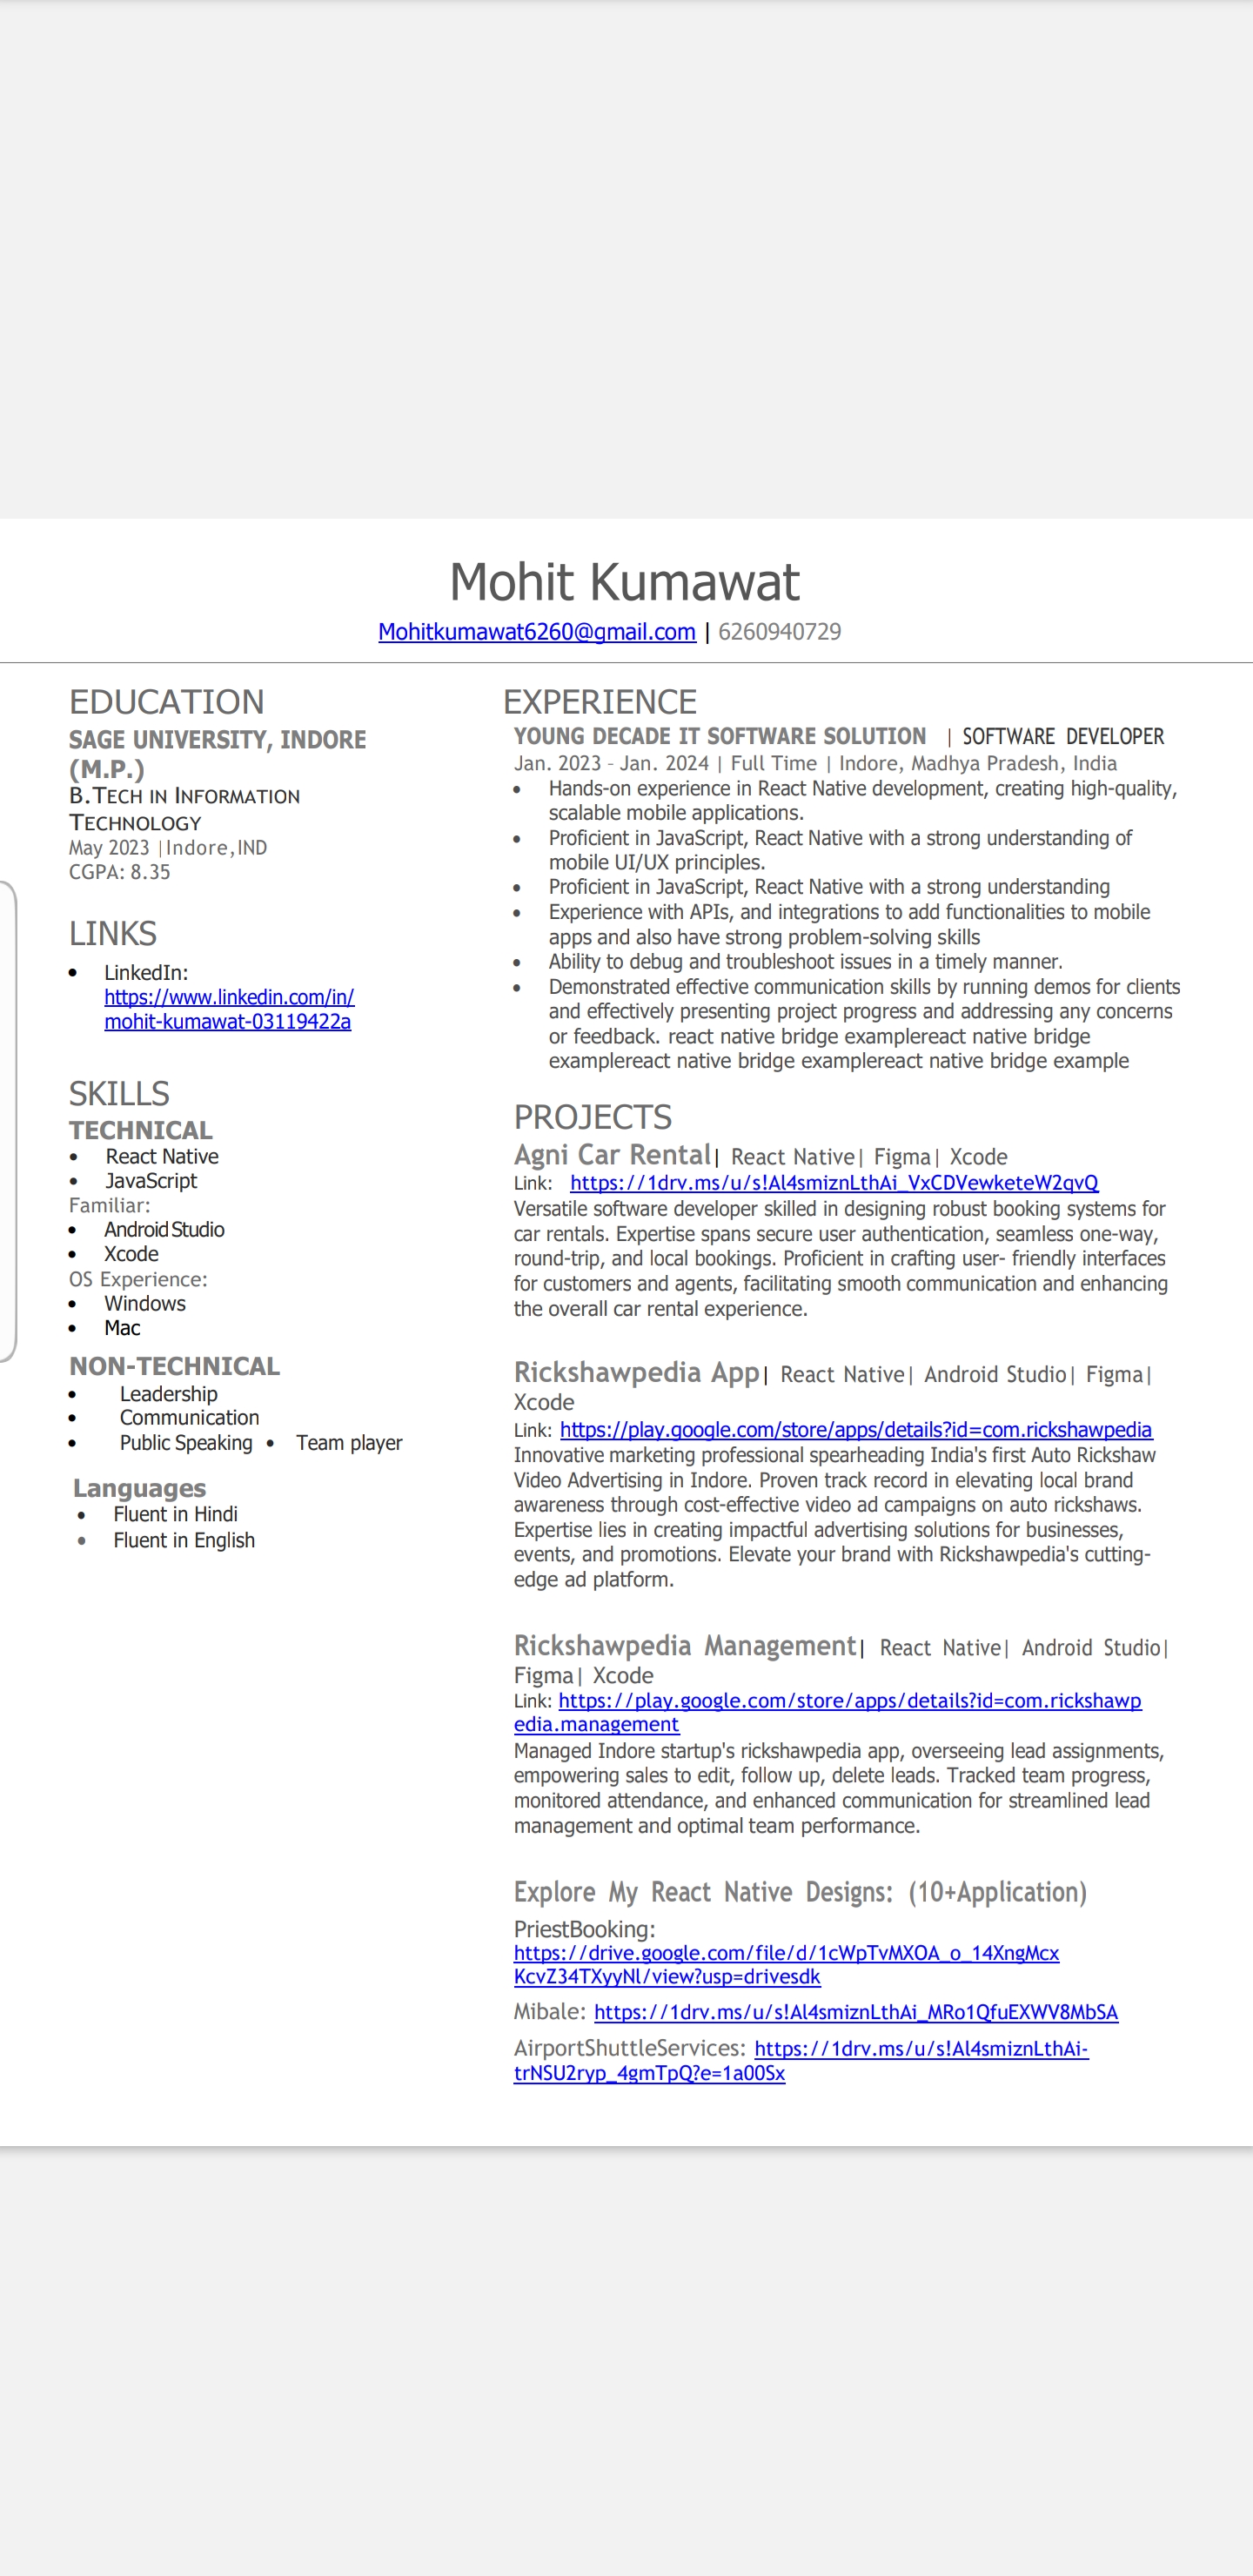 Mohit Kumawat
Mohitkumawat6260@gmail.com | 6260940729
EDUCATION
SAGE UNIVERSITY, INDORE
(M.P.)
B.TECH IN INFORMATION
TECHNOLOGY
May 2023 |Indore,IND
CGPA: 8.35
LINKS
• LinkedIn:
https://www.linkedin.com/in/
mohit-kumawat-03119422a
SKILLS
TECHNICAL
• React Native
• JavaScript
Familiar:
• Android Studio
• Xcode
OS Experience:
• Windows
• Mac
NON-TECHNICAL
• Leadership
• Communication
• Public Speaking • Team player
Languages
• Fluent in Hindi
• Fluent in English
EXPERIENCE
YOUNG DECADE IT SOFTWARE SOLUTION | SOFTWARE DEVELOPER
Jan. 2023 - Jan. 2024 | Full Time | Indore, Madhya Pradesh, India
• Hands-on experience in React Native development, creating high-quality,
scalable mobile applications.
• Proficient in JavaScript, React Native with a strong understanding of
mobile UI/UX principles.
• Proficient in JavaScript, React Native with a strong understanding
• Experience with APIs, and integrations to add functionalities to mobile
apps and also have strong problem-solving skills
• Ability to debug and troubleshoot issues in a timely manner.
• Demonstrated effective communication skills by running demos for clients
and effectively presenting project progress and addressing any concerns
or feedback. react native bridge examplereact native bridge
examplereact native bridge examplereact native bridge example
PROJECTS
Agni Car Rental| React Native| Figma| Xcode
Link: https://1drv.ms/u/s!Al4smiznLthAi_VxCDVewketeW2qvQ
Versatile software developer skilled in designing robust booking systems for
car rentals. Expertise spans secure user authentication, seamless one-way,
round-trip, and local bookings. Proficient in crafting user- friendly interfaces
for customers and agents, facilitating smooth communication and enhancing
the overall car rental experience.
Rickshawpedia App| React Native| Android Studio| Figma|
Xcode
Link: https://play.google.com/store/apps/details?id=com.rickshawpedia
Innovative marketing professional spearheading India's first Auto Rickshaw
Video Advertising in Indore. Proven track record in elevating local brand
awareness through cost-effective video ad campaigns on auto rickshaws.
Expertise lies in creating impactful advertising solutions for businesses,
events, and promotions. Elevate your brand with Rickshawpedia's cutting-
edge ad platform.
Rickshawpedia Management| React Native| Android Studio|
Figma| Xcode
Link: https://play.google.com/store/apps/details?id=com.rickshawp
edia.management
Managed Indore startup's rickshawpedia app, overseeing lead assignments,
empowering sales to edit, follow up, delete leads. Tracked team progress,
monitored attendance, and enhanced communication for streamlined lead
management and optimal team performance.
Explore My React Native Designs: (10+Application)
PriestBooking:
https://drive.google.com/file/d/1cWpTvMXOA_o_14XngMcx
KcvZ34TXyyNl/view?usp=drivesdk
Mibale: https://1drv.ms/u/s!Al4smiznLthAi_MRo1QfuEXWV8MbSA
AirportShuttleServices: https://1drv.ms/u/s!Al4smiznLthAi-
trNSU2ryp_4gmTpQ?e=1a00Sx